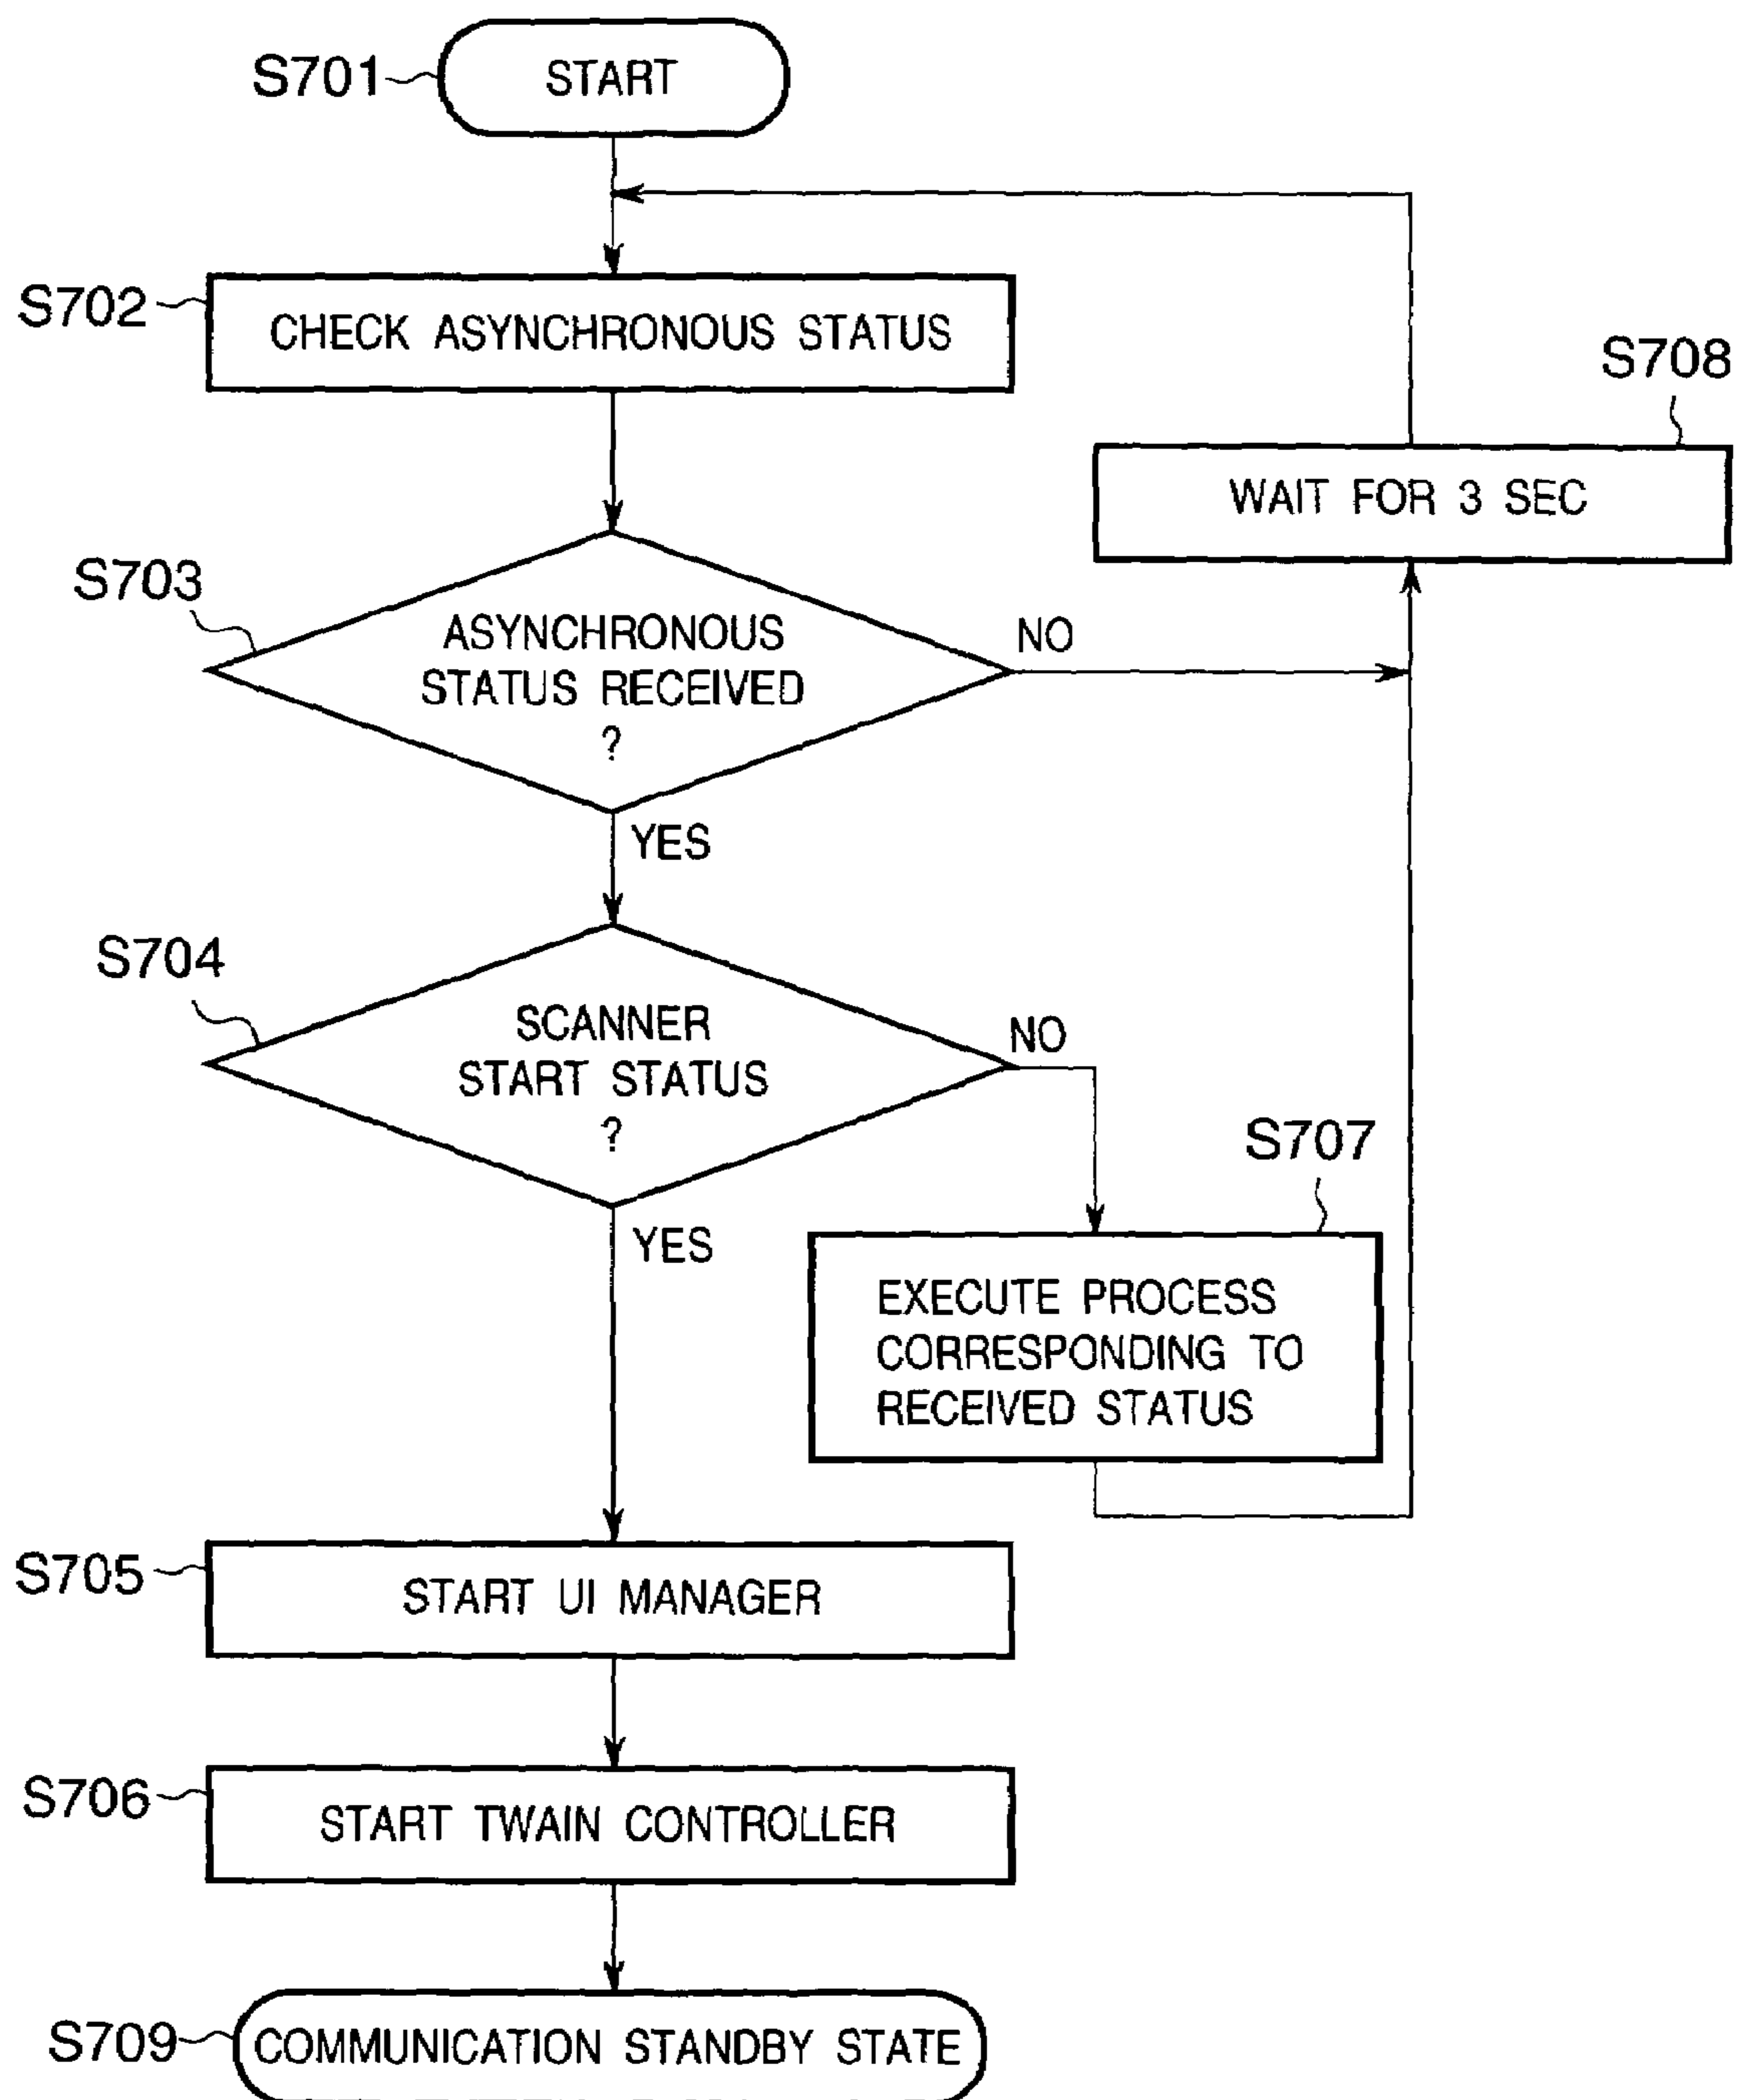 S701
START
S702
CHECK ASYNCHRONOUS STATUS
S708
WAIT FOR 3 SEC
S703
ASYNCHRONOUS
STATUS RECEIVED
?
NO
YES
S704
SCANNER
START STATUS
?
NO
YES
S707
EXECUTE PROCESS
CORRESPONDING TO
RECEIVED STATUS
S705
START UI MANAGER
S706
START TWAIN CONTROLLER
S709
COMMUNICATION STANDBY STATE